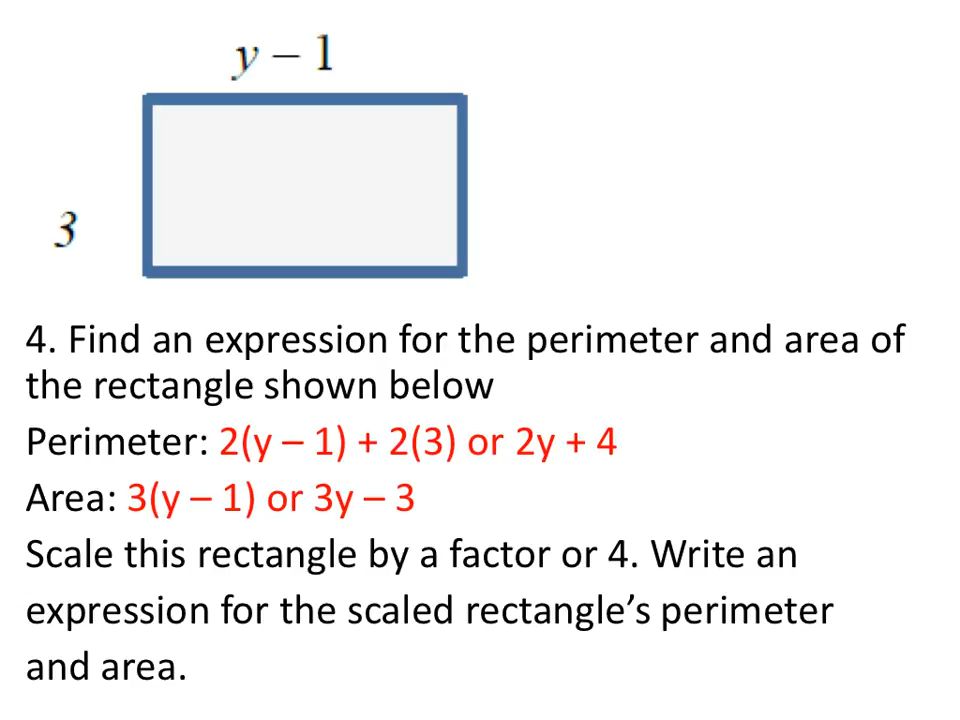 y – 1
3
4. Find an expression for the perimeter and area of
the rectangle shown below
Perimeter: 2(y – 1) + 2(3) or 2y + 4
Area: 3(y – 1) or 3y – 3
Scale this rectangle by a factor or 4. Write an
expression for the scaled rectangle’s perimeter
and area.